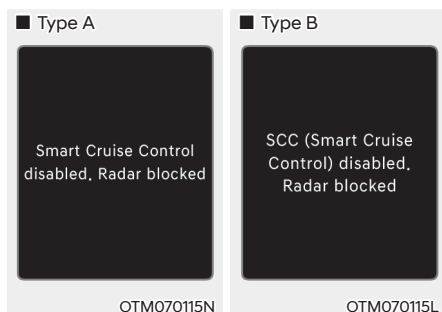 ■ Type A
Smart Cruise Control
disabled. Radar blocked
OTM070115N
■ Type B
SCC (Smart Cruise
Control) disabled.
Radar blocked
OTM070115L